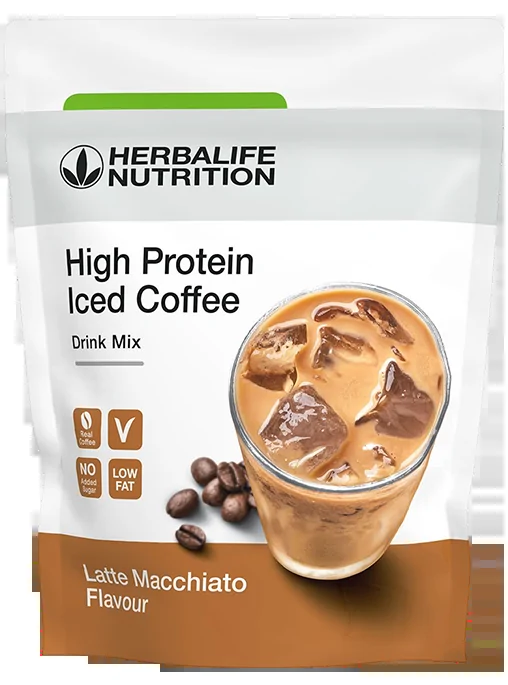 HERBALIFE
NUTRITION
High Protein
Iced Coffee
Drink Mix
Real
Coffee
V
NO
Added
Sugar
LOW
FAT
Latte Macchiato
Flavour